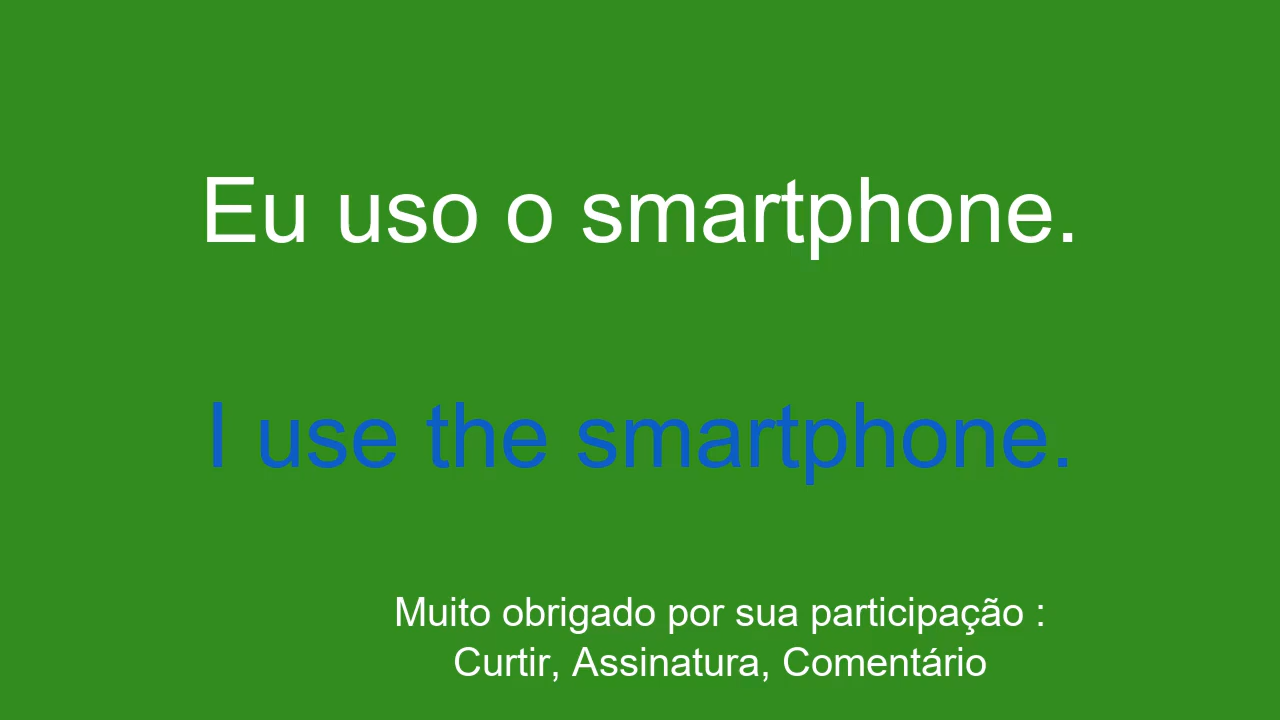 Eu uso o smartphone.
I use the smartphone.
Muito obrigado por sua participação :
Curtir, Assinatura, Comentário